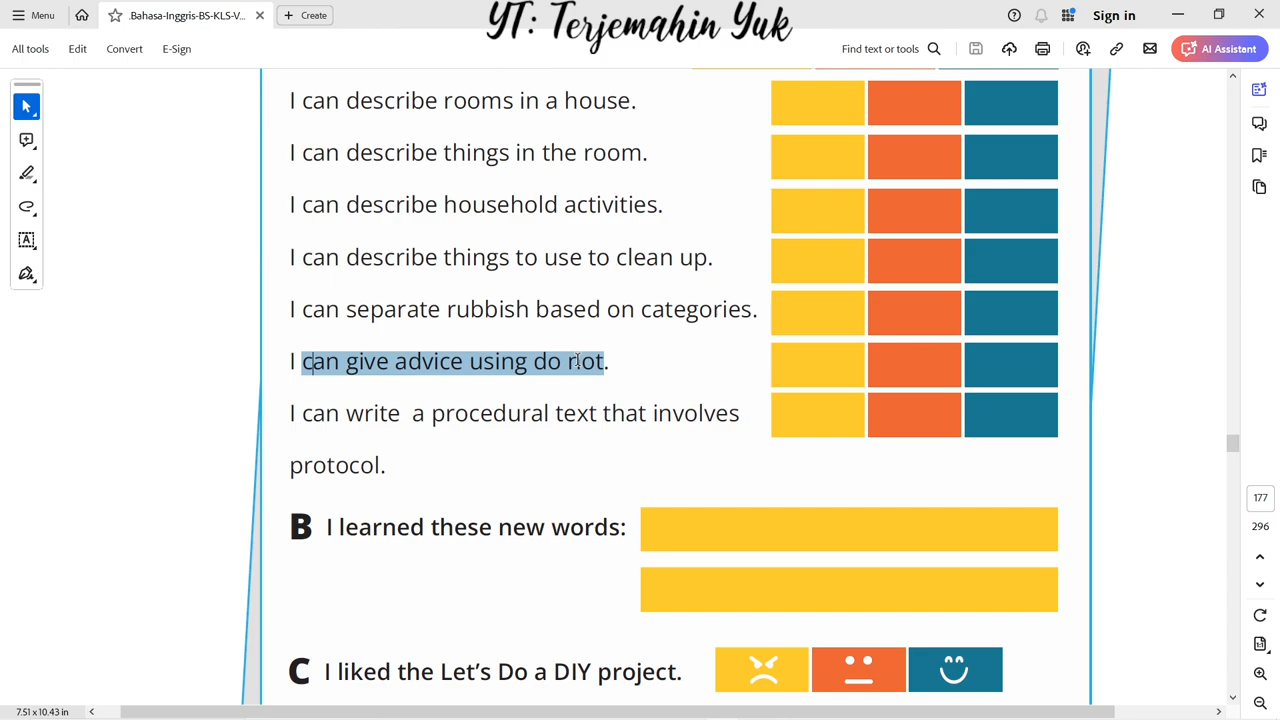 Menu
.Bahasa-Inggris-BS-KLS-V...
Create
YT: Terjemahin Yuk
Sign in
All tools
Edit
Convert
E-Sign
Find text or tools
AI Assistant
I can describe rooms in a house.
I can describe things in the room.
I can describe household activities.
I can describe things to use to clean up.
I can separate rubbish based on categories.
I can give advice using do not.
I can write a procedural text that involves
protocol.
B I learned these new words:
C I liked the Let's Do a DIY project.
177
296
7.51 x 10.43 in